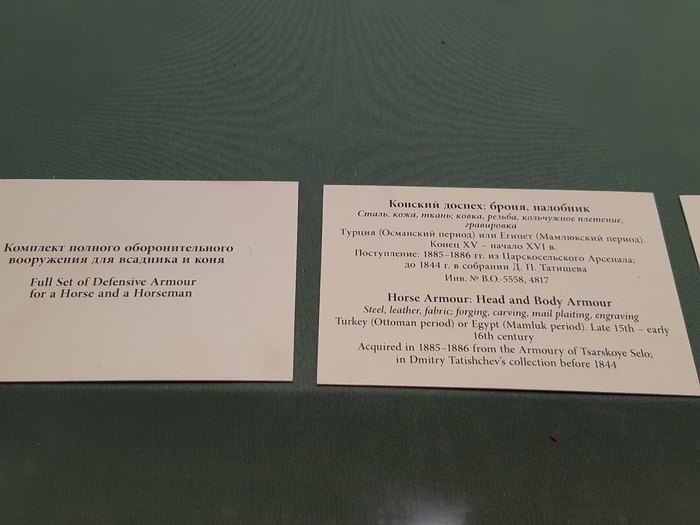 Комплект полного оборонительного
вооружения для всадника и коня
Full Set of Defensive Armour
for a Horse and a Horseman
Конский доспех: броня, налобник
Сталь, кожа, ткань; ковка, резьба, кольчужное плетение,
гравировка
Турция (Османский период) или Египет (Мамлюкский период).
Конец XV – начало XVI в.
Поступление: 1885–1886 гг. из Царскосельского Арсенала;
до 1844 г. в собрании Д. П. Татищева
Инв. № В.О.-5558, 4817
Horse Armour: Head and Body Armour
Steel, leather, fabric; forging, carving, mail plaiting, engraving
Turkey (Ottoman period) or Egypt (Mamluk period). Late 15th – early
16th century
Acquired in 1885–1886 from the Armoury of Tsarskoye Selo;
in Dmitry Tatishchev's collection before 1844